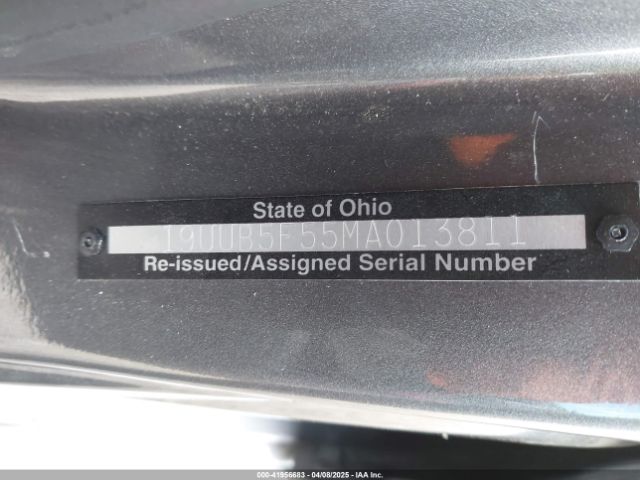 State of Ohio
19UUB5F55MA013811
Re-issued/Assigned Serial Number
000-41956683 - 04/08/2025 - IAA Inc.